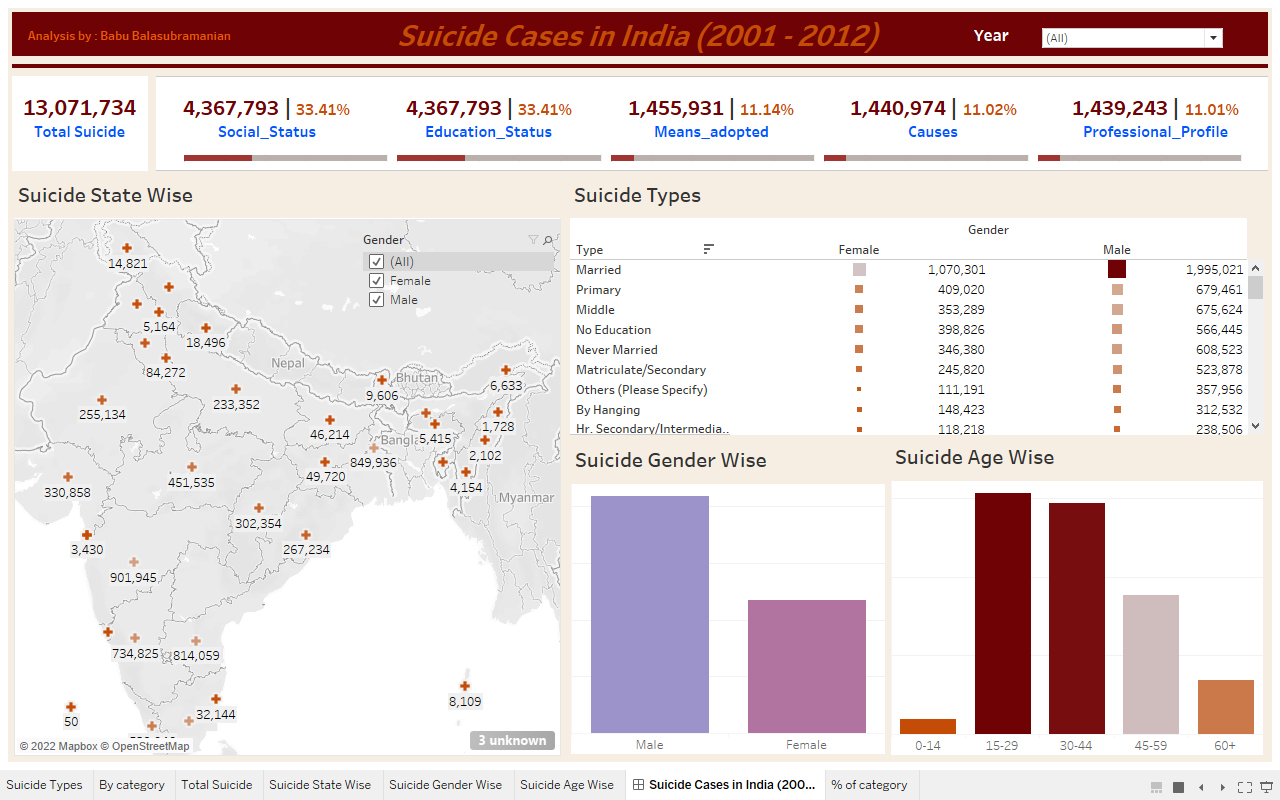 Analysis by : Babu Balasubramanian
Suicide Cases in India (2001 - 2012)
Year
(All)
13,071,734
Total Suicide
4,367,793 | 33.41%
Social_Status
4,367,793 | 33.41%
Education_Status
1,455,931 | 11.14%
Means_adopted
1,440,974 | 11.02%
Causes
1,439,243 | 11.01%
Professional_Profile
Suicide State Wise
Gender
(All)
Female
Male
14,821
5,164
18,496
84,272
Nepal
Bhutan
6,633
9,606
255,134
233,352
1,728
46,214
5,415
2,102
849,936
49,720
451,535
330,858
4,154
Myanmar
302,354
267,234
3,430
901,945
734,825
814,059
8,109
32,144
50
© 2022 Mapbox © OpenStreetMap
3 unknown
Suicide Types
Gender
Type Female Male
Married 1,070,301 1,995,021
Primary 409,020 679,461
Middle 353,289 675,624
No Education 398,826 566,445
Never Married 346,380 608,523
Matriculate/Secondary 245,820 523,878
Others (Please Specify) 111,191 357,956
By Hanging 148,423 312,532
Hr. Secondary/Intermedia.. 118,218 238,506
Suicide Gender Wise
Male
Female
Suicide Age Wise
0-14
15-29
30-44
45-59
60+
Suicide Types
By category
Total Suicide
Suicide State Wise
Suicide Gender Wise
Suicide Age Wise
Suicide Cases in India (200...
% of category